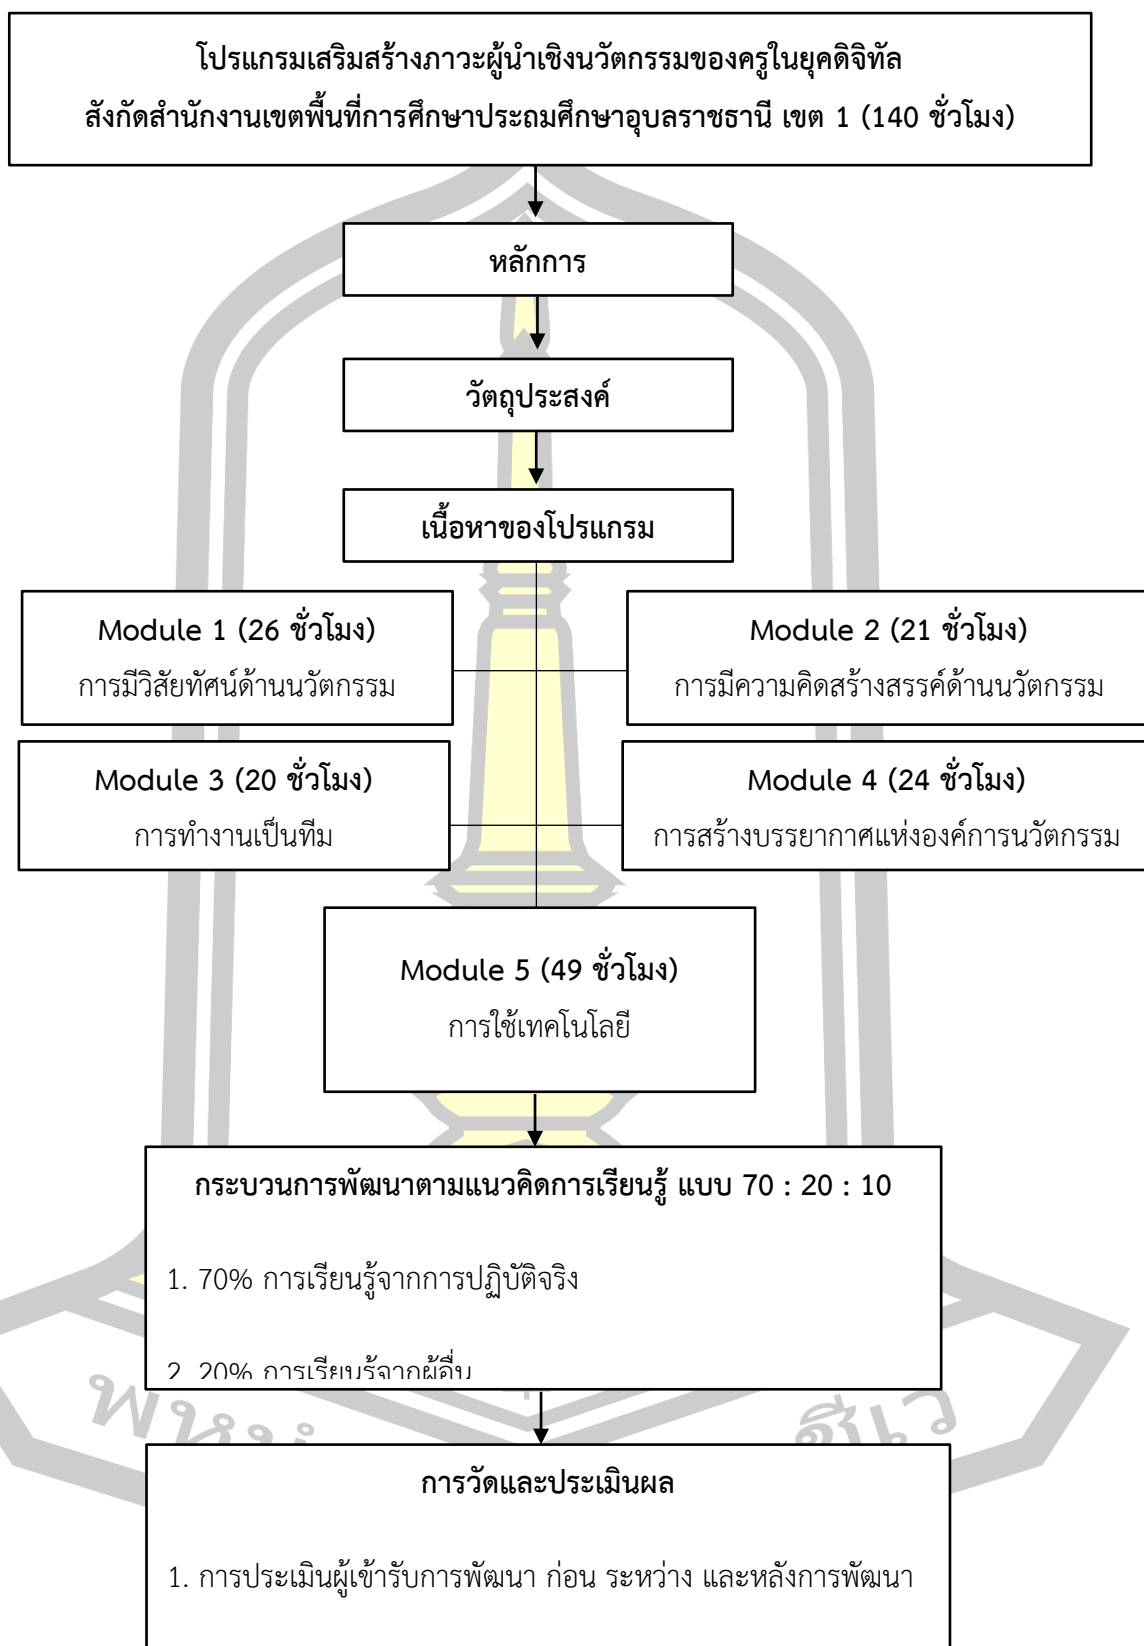 โปรแกรมเสริมสร้างภาวะผู้นำเชิงนวัตกรรมของครูในยุคดิจิทัล
สังกัดสำนักงานเขตพื้นที่การศึกษาประถมศึกษาอุบลราชธานี เขต 1 (140 ชั่วโมง)
หลักการ
วัตถุประสงค์
เนื้อหาของโปรแกรม
Module 1 (26 ชั่วโมง)
การมีวิสัยทัศน์ด้านนวัตกรรม
Module 2 (21 ชั่วโมง)
การมีความคิดสร้างสรรค์ด้านนวัตกรรม
Module 3 (20 ชั่วโมง)
การทำงานเป็นทีม
Module 4 (24 ชั่วโมง)
การสร้างบรรยากาศแห่งองค์การนวัตกรรม
Module 5 (49 ชั่วโมง)
การใช้เทคโนโลยี
กระบวนการพัฒนาตามแนวคิดการเรียนรู้ แบบ 70 : 20 : 10
1. 70% การเรียนรู้จากการปฏิบัติจริง
2. 20% การเรียนรู้จากผู้อื่น
พหุน ชีเว
การวัดและประเมินผล
1. การประเมินผู้เข้ารับการพัฒนา ก่อน ระหว่าง และหลังการพัฒนา